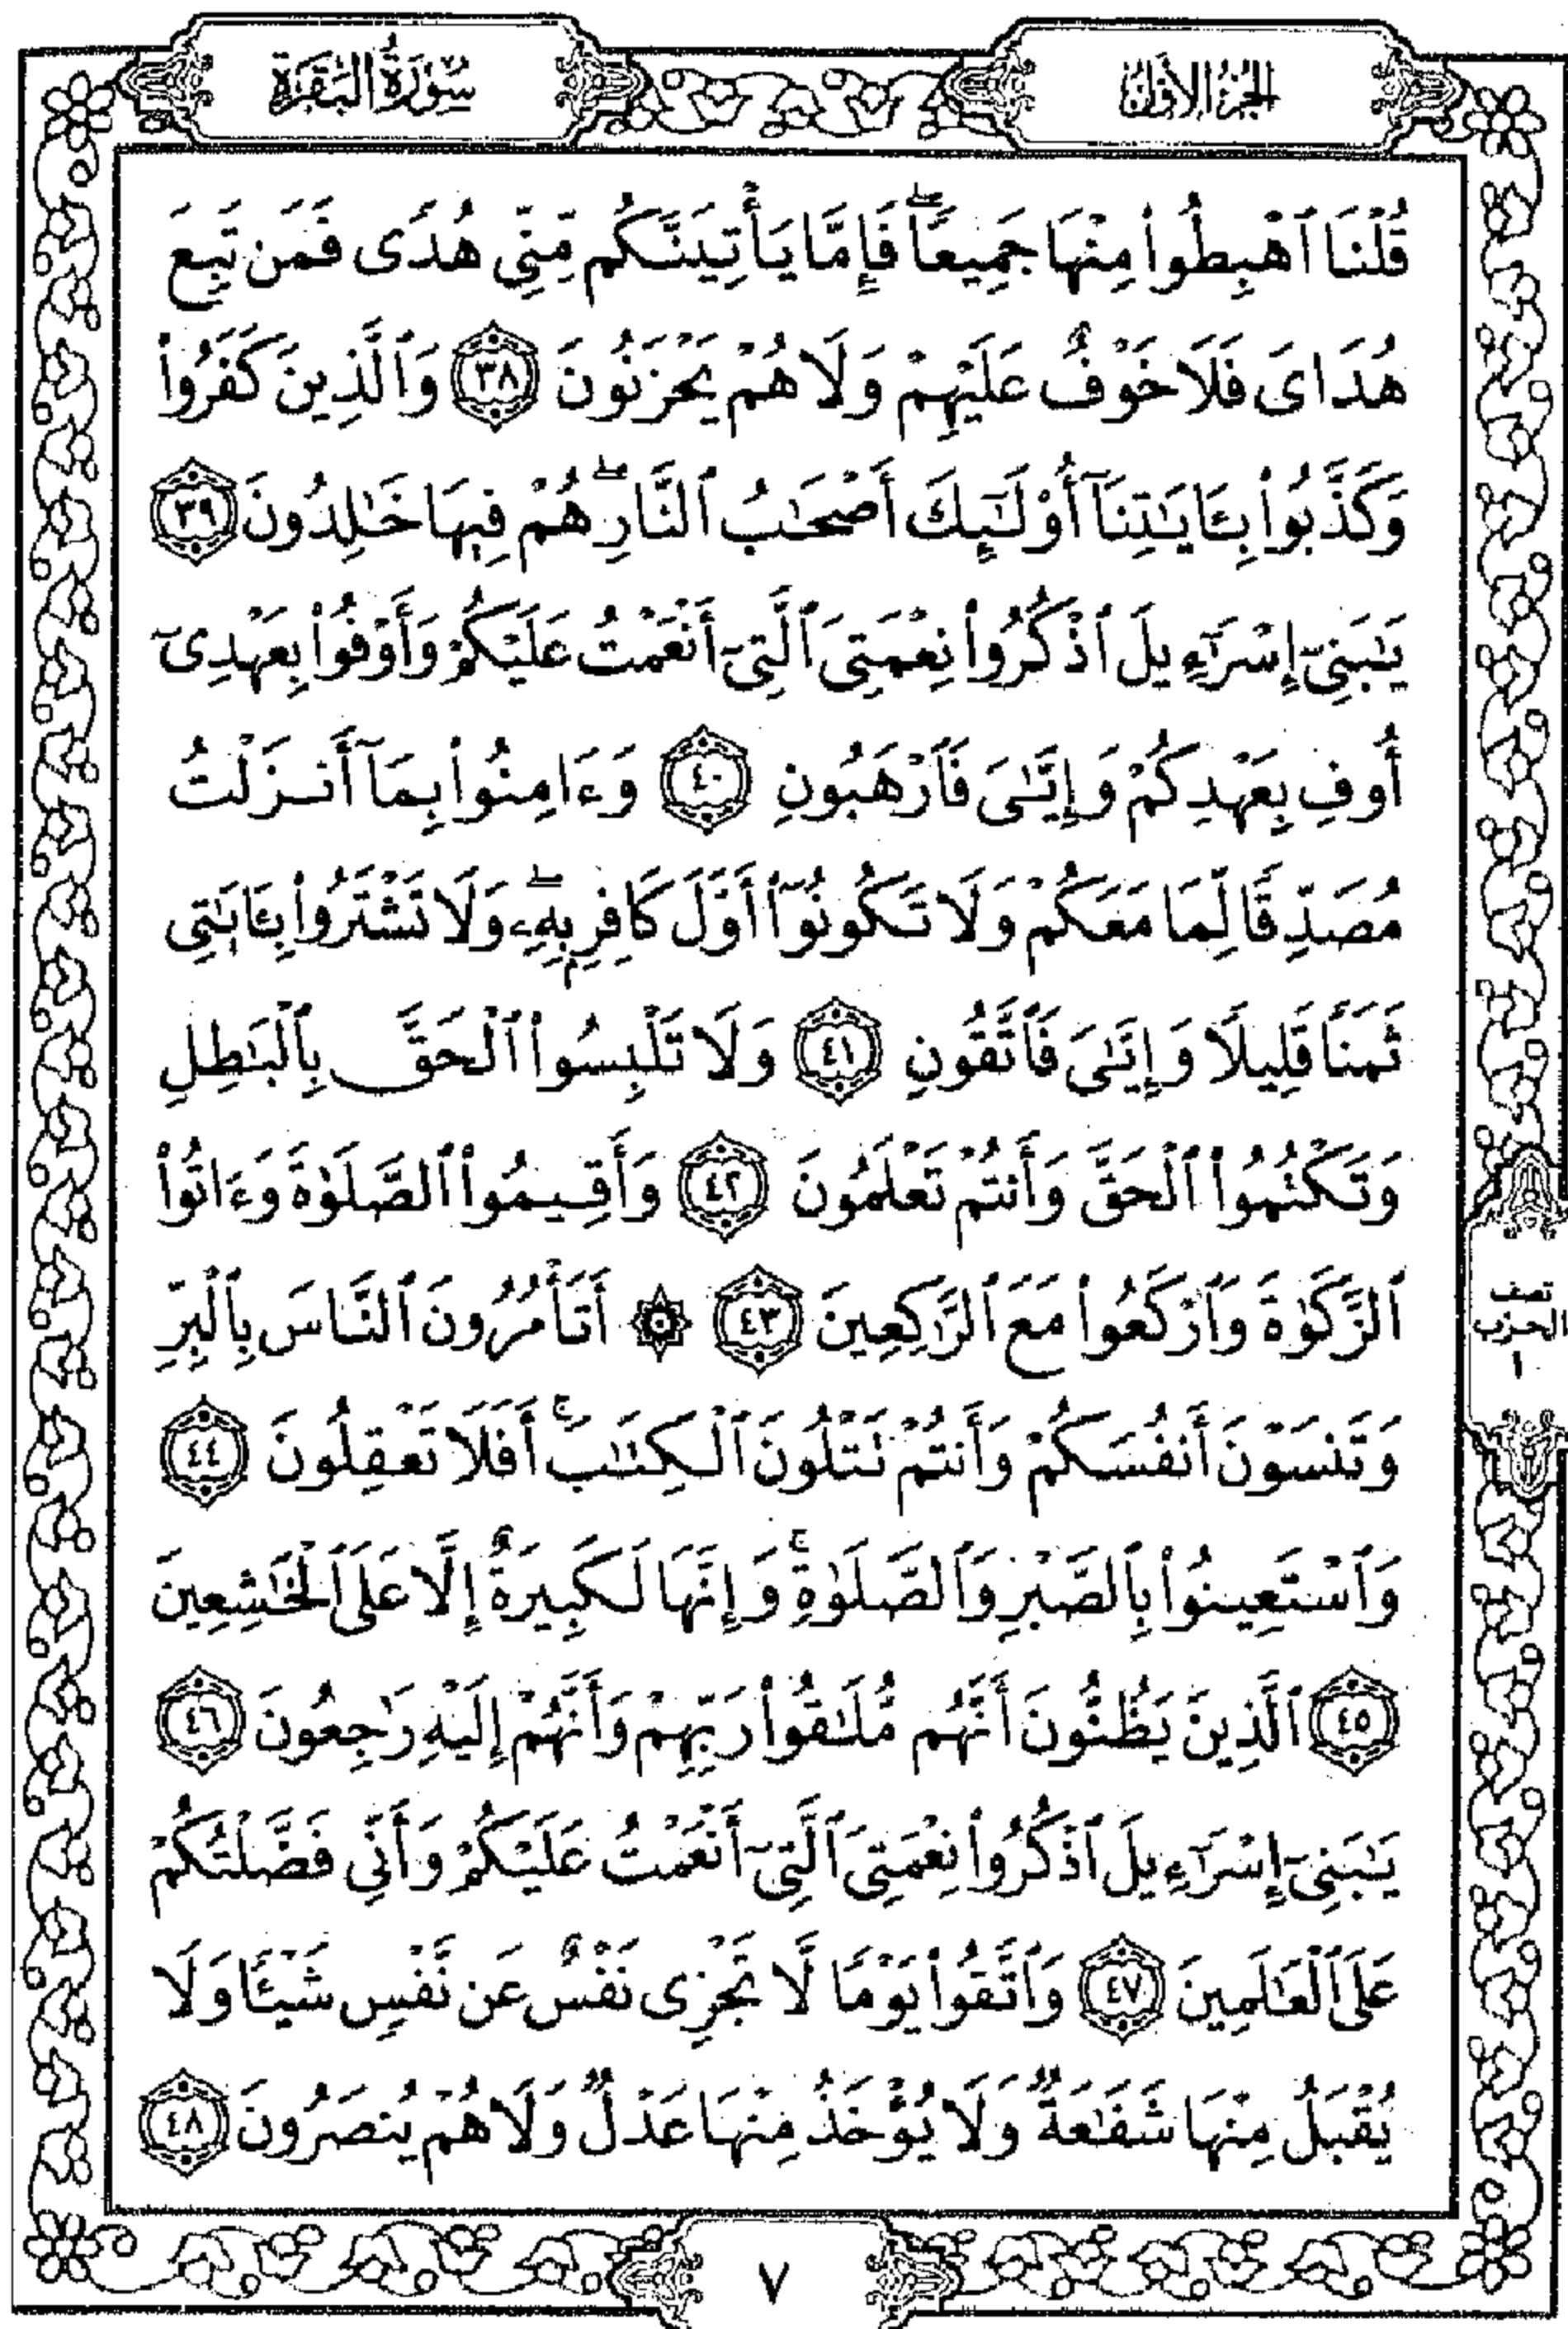 الجزء الأول
سورة البقرة
قُلْنَا ٱهْبِطُوا۟ مِنْهَا جَمِيعًۭا ۖ فَإِمَّا يَأْتِيَنَّكُم مِّنِّى هُدًۭى فَمَن تَبِعَ
هُدَاىَ فَلَا خَوْفٌ عَلَيْهِمْ وَلَا هُمْ يَحْزَنُونَ ٣٨ وَٱلَّذِينَ كَفَرُوا۟
وَكَذَّبُوا۟ بِـَٔايَـٰتِنَآ أُو۟لَـٰٓئِكَ أَصْحَـٰبُ ٱلنَّارِ ۖ هُمْ فِيهَا خَـٰلِدُونَ ٣٩
يَـٰبَنِىٓ إِسْرَٰٓءِيلَ ٱذْكُرُوا۟ نِعْمَتِىَ ٱلَّتِىٓ أَنْعَمْتُ عَلَيْكُمْ وَأَوْفُوا۟ بِعَهْدِىٓ
أُوفِ بِعَهْدِكُمْ وَإِيَّـٰىَ فَٱرْهَبُونِ ٤٠ وَءَامِنُوا۟ بِمَآ أَنزَلْتُ
مُصَدِّقًۭا لِّمَا مَعَكُمْ وَلَا تَكُونُوٓا۟ أَوَّلَ كَافِرٍۭ بِهِۦ ۖ وَلَا تَشْتَرُوا۟ بِـَٔايَـٰتِى
ثَمَنًۭا قَلِيلًۭا وَإِيَّـٰىَ فَٱتَّقُونِ ٤١ وَلَا تَلْبِسُوا۟ ٱلْحَقَّ بِٱلْبَـٰطِلِ
وَتَكْتُمُوا۟ ٱلْحَقَّ وَأَنتُمْ تَعْلَمُونَ ٤٢ وَأَقِيمُوا۟ ٱلصَّلَوٰةَ وَءَاتُوا۟
ٱلزَّكَوٰةَ وَٱرْكَعُوا۟ مَعَ ٱلرَّٰكِعِينَ ٤٣ ۞ أَتَأْمُرُونَ ٱلنَّاسَ بِٱلْبِرِّ
وَتَنسَوْنَ أَنفُسَكُمْ وَأَنتُمْ تَتْلُونَ ٱلْكِتَـٰبَ ۚ أَفَلَا تَعْقِلُونَ ٤٤
وَٱسْتَعِينُوا۟ بِٱلصَّبْرِ وَٱلصَّلَوٰةِ ۚ وَإِنَّهَا لَكَبِيرَةٌ إِلَّا عَلَى ٱلْخَـٰشِعِينَ
٤٥ ٱلَّذِينَ يَظُنُّونَ أَنَّهُم مُّلَـٰقُوا۟ رَبِّهِمْ وَأَنَّهُمْ إِلَيْهِ رَٰجِعُونَ ٤٦
يَـٰبَنِىٓ إِسْرَٰٓءِيلَ ٱذْكُرُوا۟ نِعْمَتِىَ ٱلَّتِىٓ أَنْعَمْتُ عَلَيْكُمْ وَأَنِّى فَضَّلْتُكُمْ
عَلَى ٱلْعَـٰلَمِينَ ٤٧ وَٱتَّقُوا۟ يَوْمًۭا لَّا تَجْزِى نَفْسٌ عَن نَّفْسٍۢ شَيْـًۭٔا وَلَا
يُقْبَلُ مِنْهَا شَفَـٰعَةٌۭ وَلَا يُؤْخَذُ مِنْهَا عَدْلٌۭ وَلَا هُمْ يُنصَرُونَ ٤٨
نصف
الحزب
١
٧